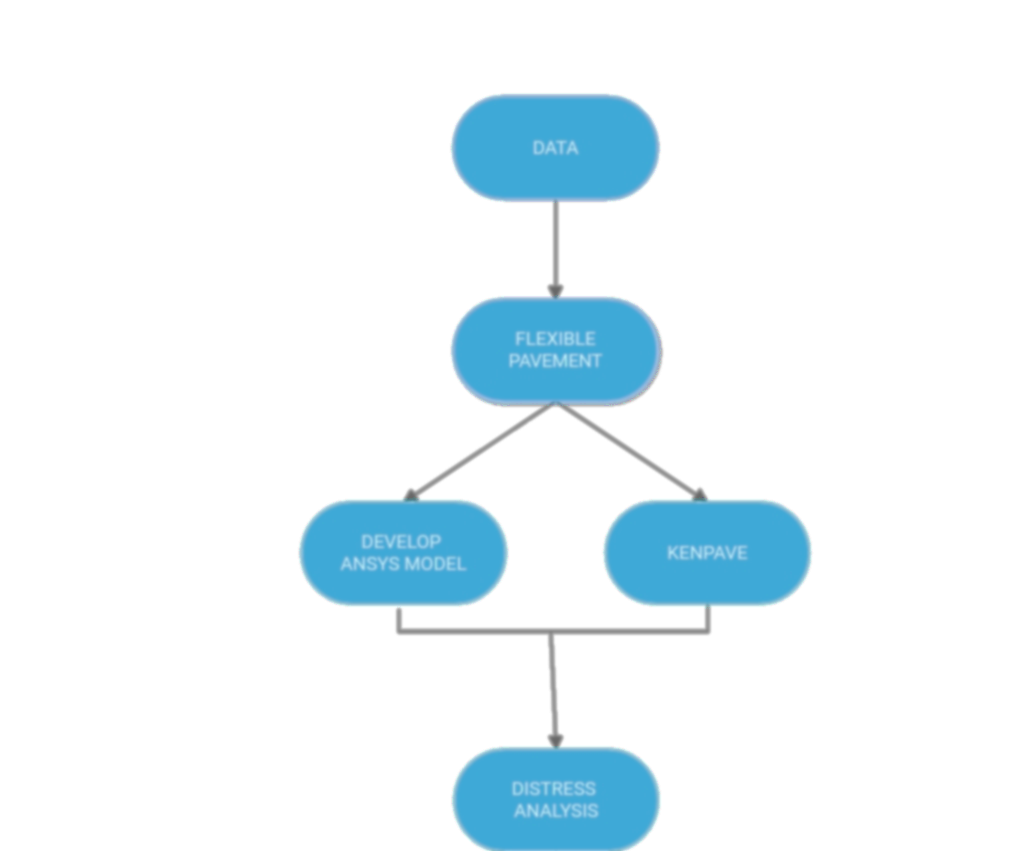 DATA
FLEXIBLE
PAVEMENT
DEVELOP
ANSYS MODEL
KENPAVE
DISTRESS
ANALYSIS